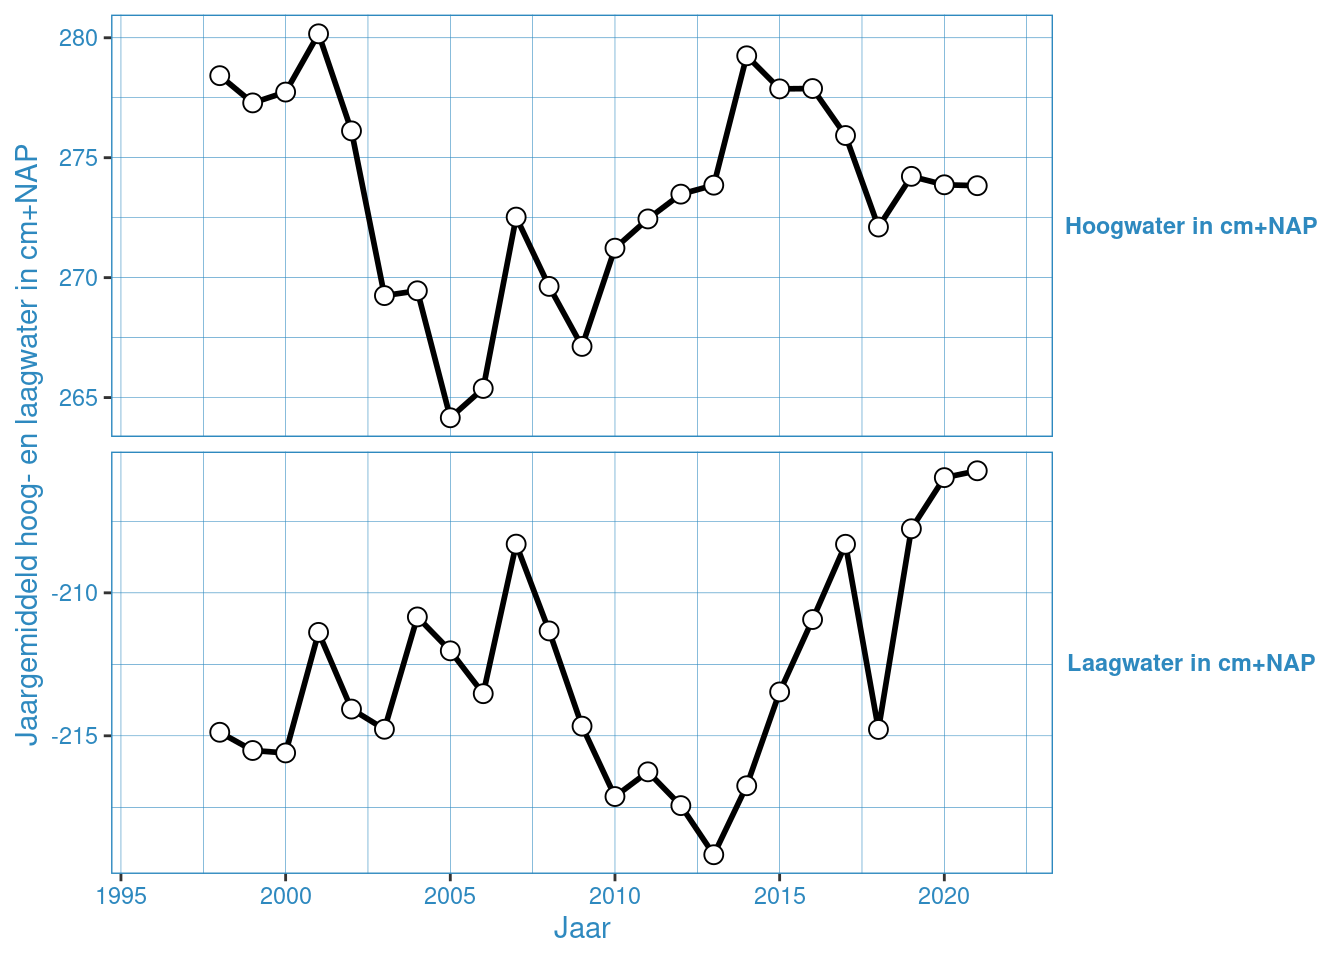 Jaargemiddeld hoog- en laagwater in cm+NAP
280
275
270
265
Hoogwater in cm+NAP
-210
-215
Laagwater in cm+NAP
1995 2000 2005 2010 2015 2020
Jaar